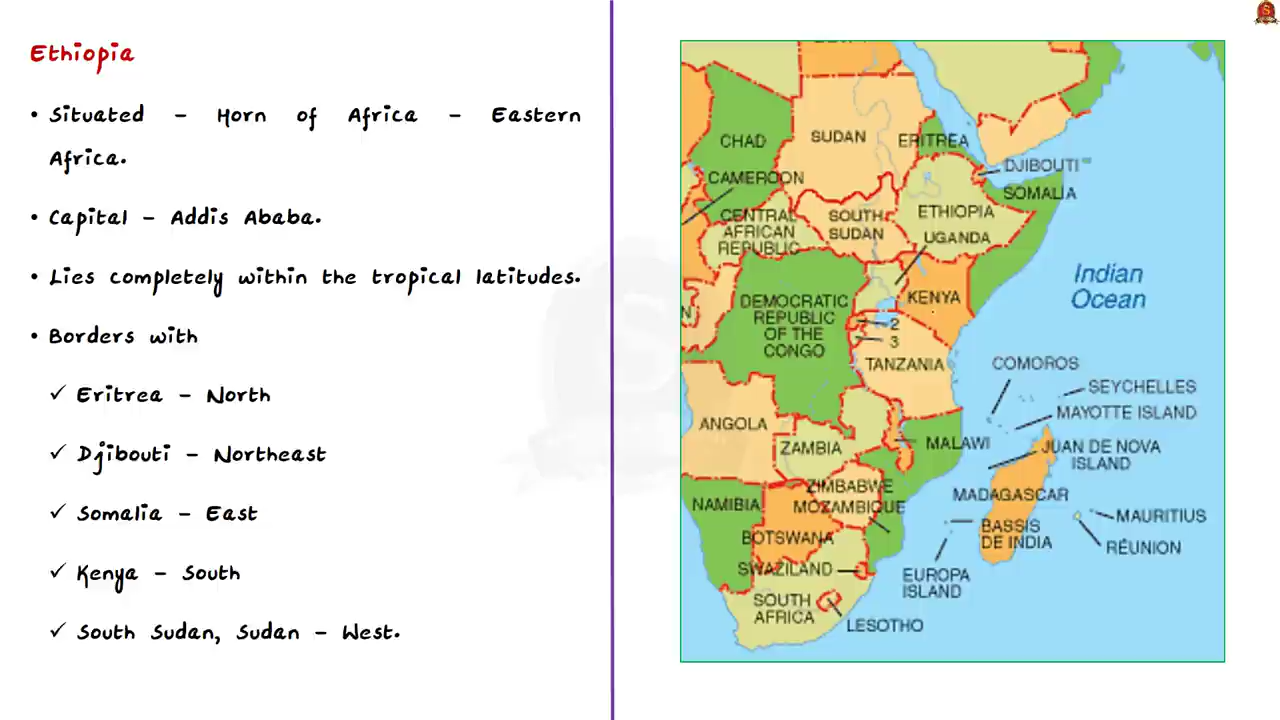 Ethiopia
• Situated – Horn of Africa – Eastern
Africa.
• Capital – Addis Ababa.
• Lies completely within the tropical latitudes.
• Borders with
✓ Eritrea – North
✓ Djibouti – Northeast
✓ Somalia – East
✓ Kenya – South
✓ South Sudan, Sudan – West.
CHAD
SUDAN
ERITREA
DJIBOUTI
CAMEROON
SOMALIA
CENTRAL
AFRICAN
REPUBLIC
SOUTH
SUDAN
ETHIOPIA
UGANDA
Indian
Ocean
DEMOCRATIC
REPUBLIC
OF THE
CONGO
KENYA
2
3
TANZANIA
COMOROS
SEYCHELLES
MAYOTTE ISLAND
ANGOLA
ZAMBIA
MALAWI
JUAN DE NOVA
ISLAND
ZIMBABWE
MOZAMBIQUE
MADAGASCAR
NAMIBIA
BOTSWANA
BASSIS
DE INDIA
MAURITIUS
RÉUNION
SWAZILAND
EUROPA
ISLAND
SOUTH
AFRICA
LESOTHO